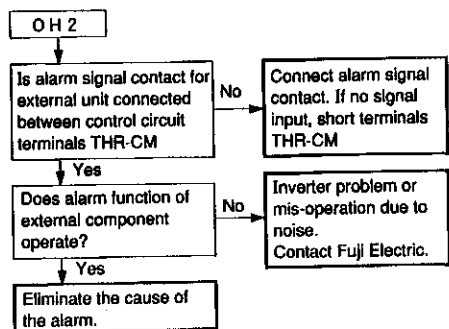 OH2
Is alarm signal contact for
external unit connected
between control circuit
terminals THR-CM
No
Connect alarm signal
contact. If no signal
input, short terminals
THR-CM
Yes
Does alarm function of
external component
operate?
No
Inverter problem or
mis-operation due to
noise.
Contact Fuji Electric.
Yes
Eliminate the cause of
the alarm.